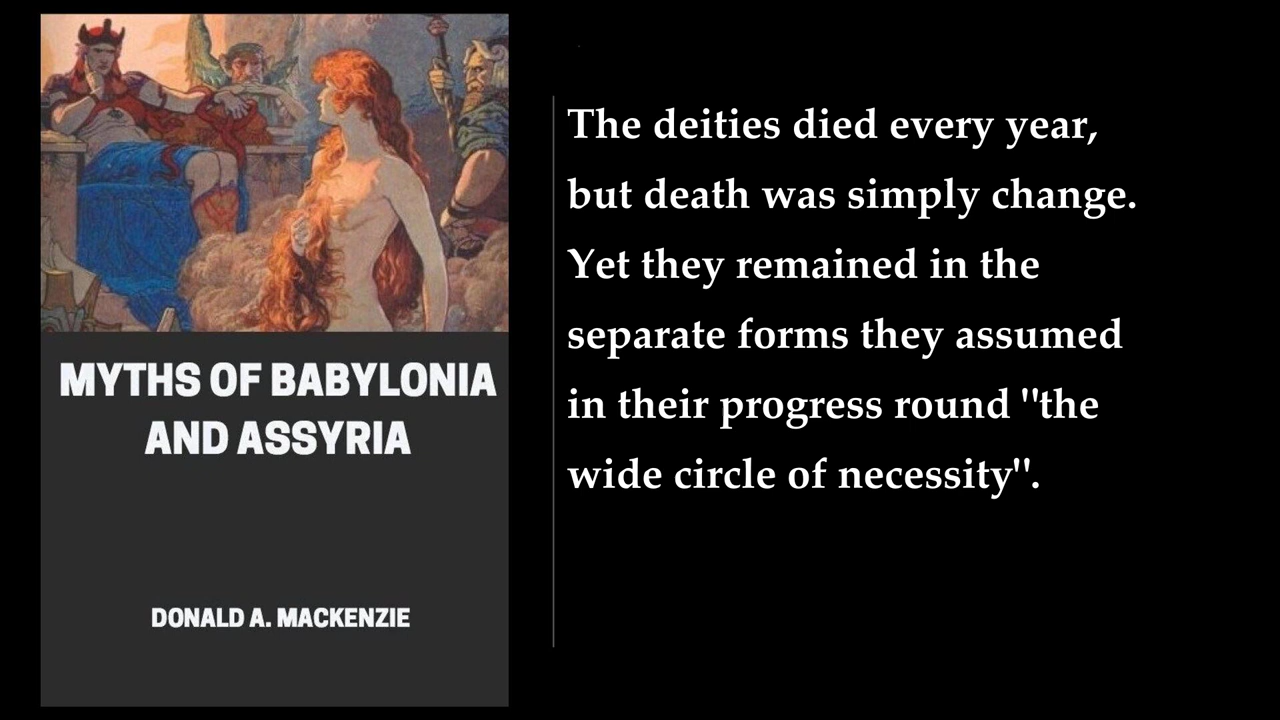 MYTHS OF BABYLONIA
AND ASSYRIA
DONALD A. MACKENZIE
The deities died every year,
but death was simply change.
Yet they remained in the
separate forms they assumed
in their progress round "the
wide circle of necessity".